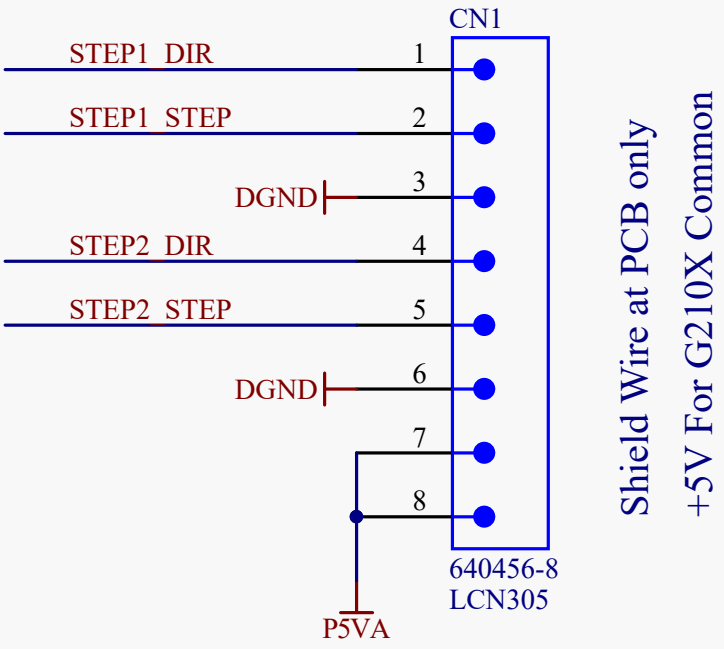 CN1
STEP1_DIR 1
STEP1_STEP 2
DGND 3
STEP2_DIR 4
STEP2_STEP 5
DGND 6
7
8
640456-8
LCN305
P5VA
Shield Wire at PCB only
+5V For G210X Common